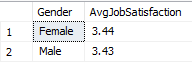 Gender AvgJobSatisfaction
1 Female 3.44
2 Male 3.43